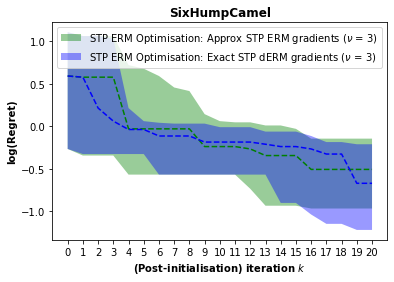 SixHumpCamel
STP ERM Optimisation: Approx STP ERM gradients (ν = 3)
STP ERM Optimisation: Exact STP dERM gradients (ν = 3)
log(Regret)
1.0
0.5
0.0
−0.5
−1.0
0 1 2 3 4 5 6 7 8 9 10 11 12 13 14 15 16 17 18 19 20
(Post-initialisation) iteration k